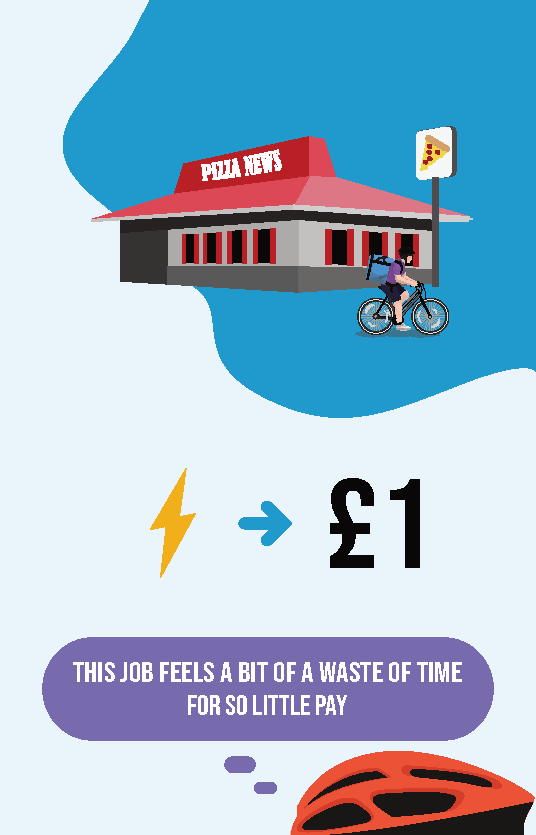 PIZZA NEWS
£1
THIS JOB FEELS A BIT OF A WASTE OF TIME
FOR SO LITTLE PAY